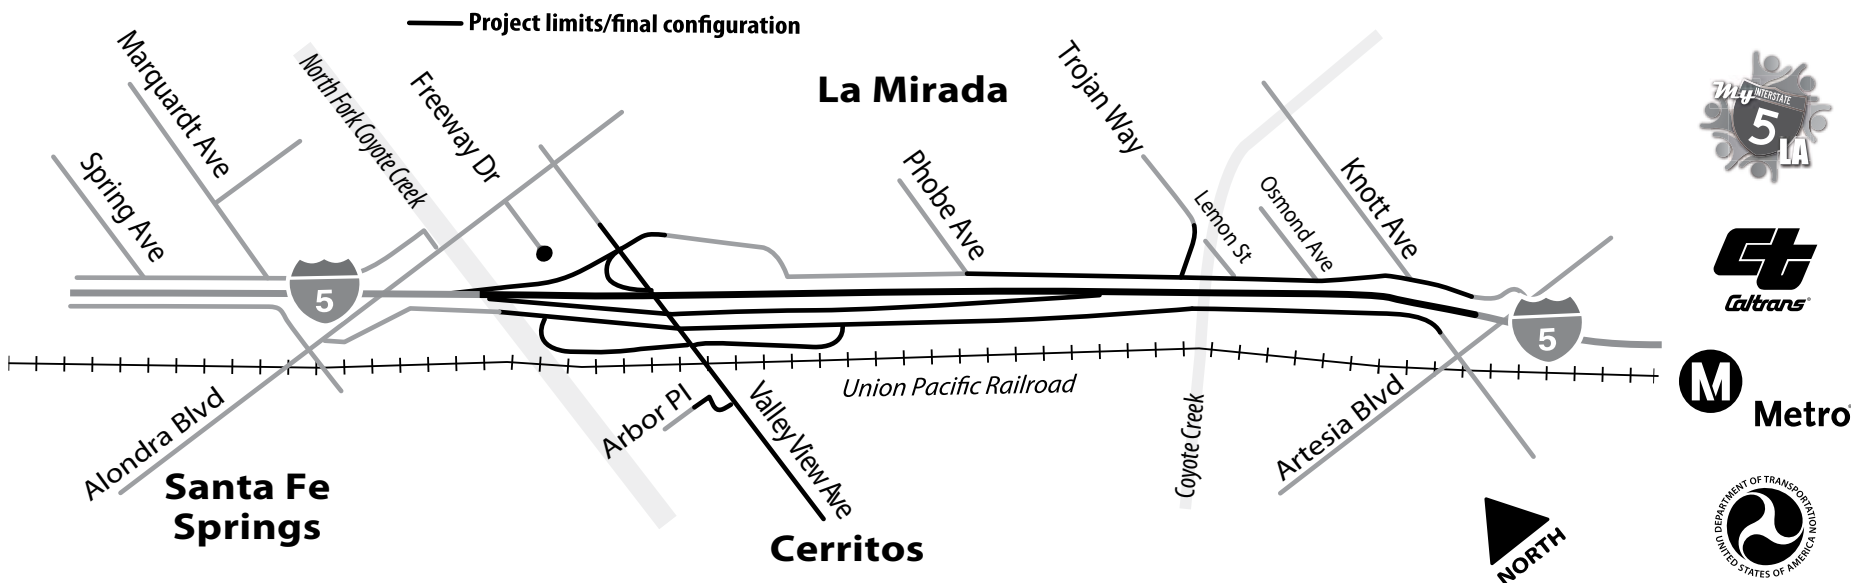 Project limits/final configuration
La Mirada
Marquardt Ave
Spring Ave
North Fork Coyote Creek
Freeway Dr
Phobe Ave
Trojan Way
Lemon St
Osmond Ave
Knott Ave
5
5
Alondra Blvd
Santa Fe
Springs
Arbor Pl
Valley View Ave
Union Pacific Railroad
Coyote Creek
Artesia Blvd
Cerritos
NORTH
My INTERSTATE
5
LA
Ct
Caltrans
M
Metro
DEPARTMENT OF TRANSPORTATION
UNITED STATES OF AMERICA